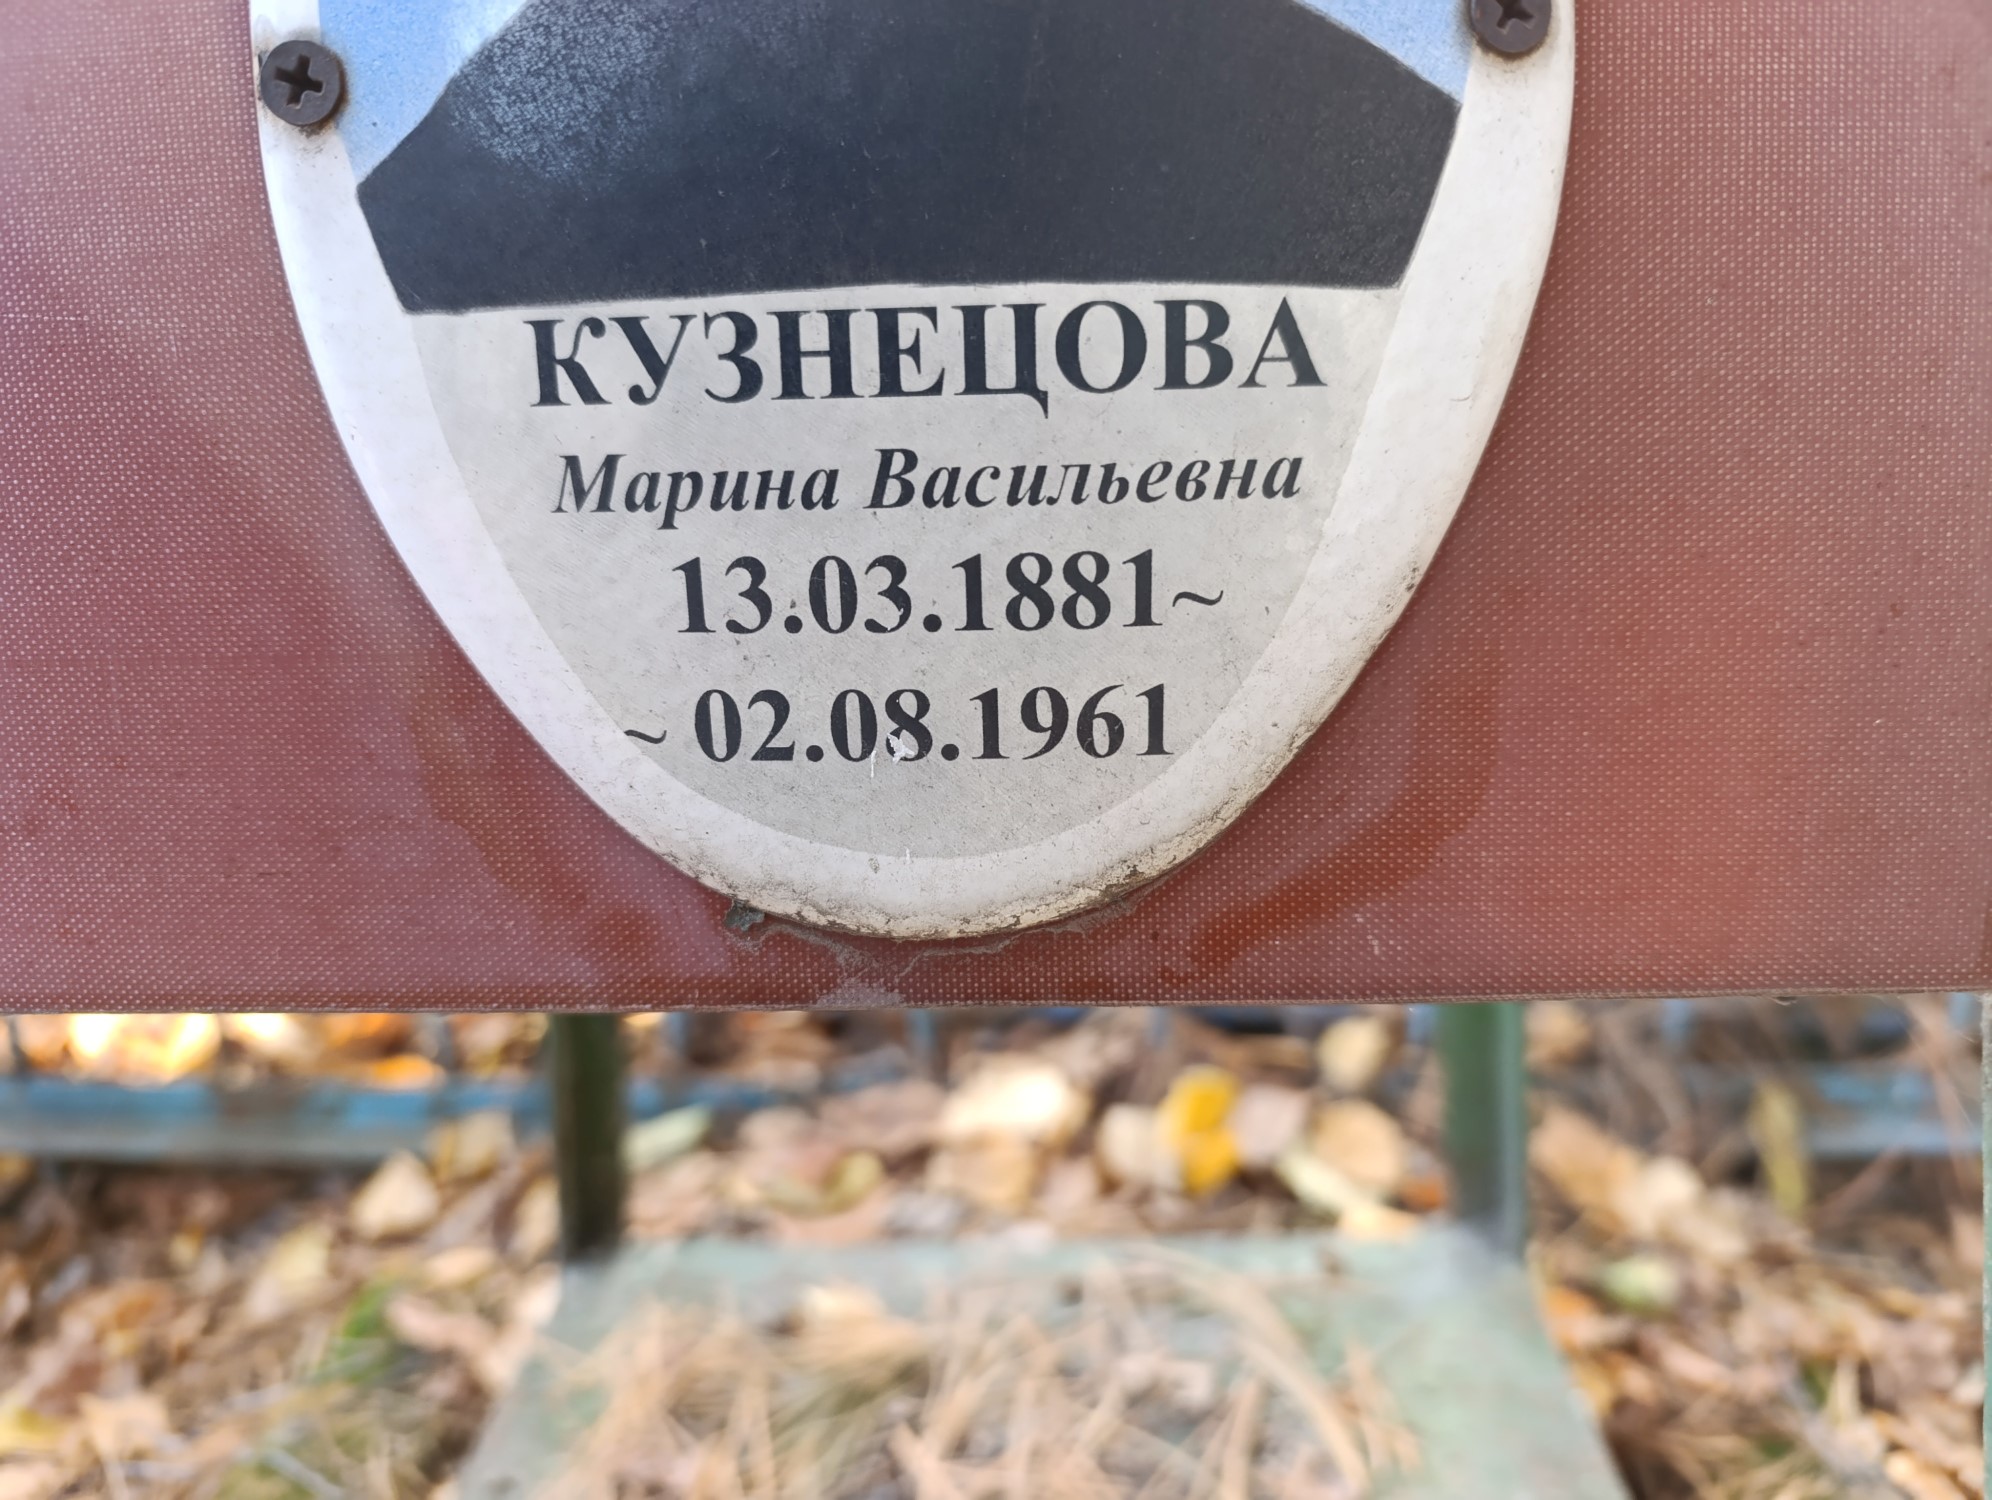 КУЗНЕЦОВА
Марина Васильевна
13.03.1881~
~ 02.08.1961